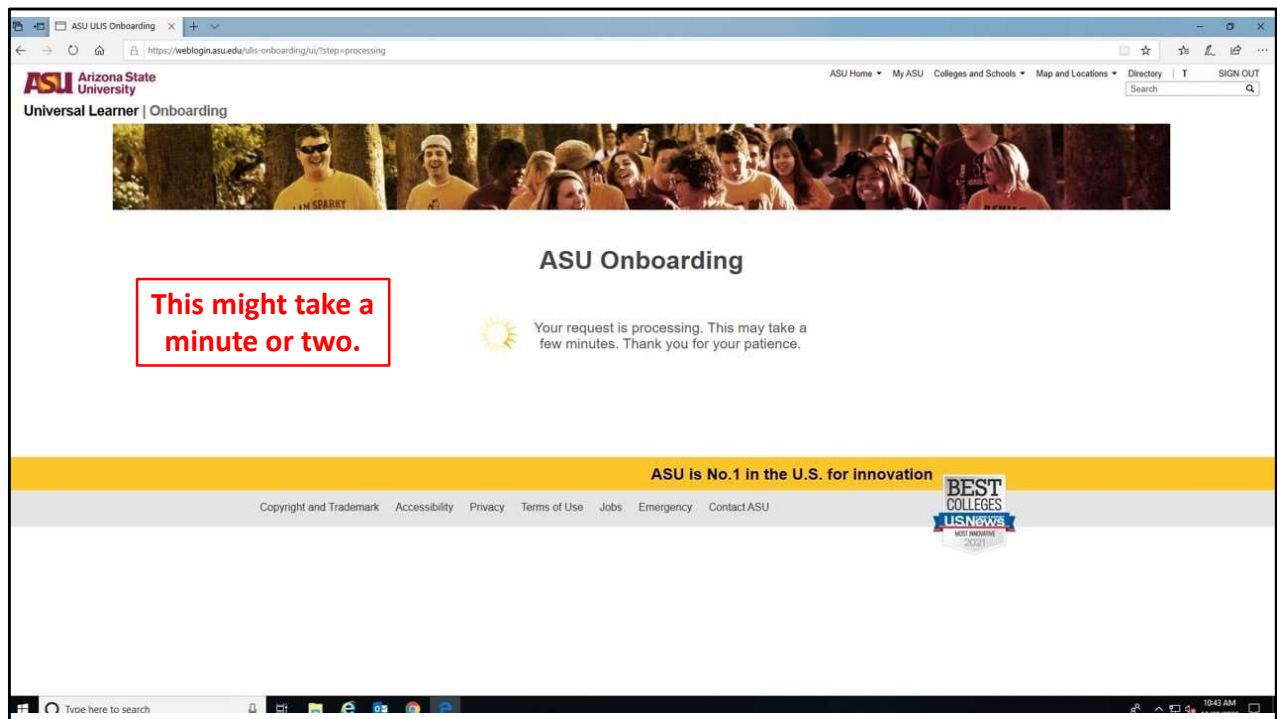 ASU ULIS Onboarding
https://weblogin.asu.edu/ulis-onboarding/ui/?step=processing
ASU Arizona State University
ASU Home My ASU Colleges and Schools Map and Locations Directory | T SIGN OUT
Search
Universal Learner | Onboarding
I AM SPARKY
ASU Onboarding
This might take a
minute or two.
Your request is processing. This may take a
few minutes. Thank you for your patience.
ASU is No.1 in the U.S. for innovation
BEST
COLLEGES
U.S.News
MOST INNOVATIVE
2021
Copyright and Trademark Accessibility Privacy Terms of Use Jobs Emergency Contact ASU
Type here to search
10:43 AM